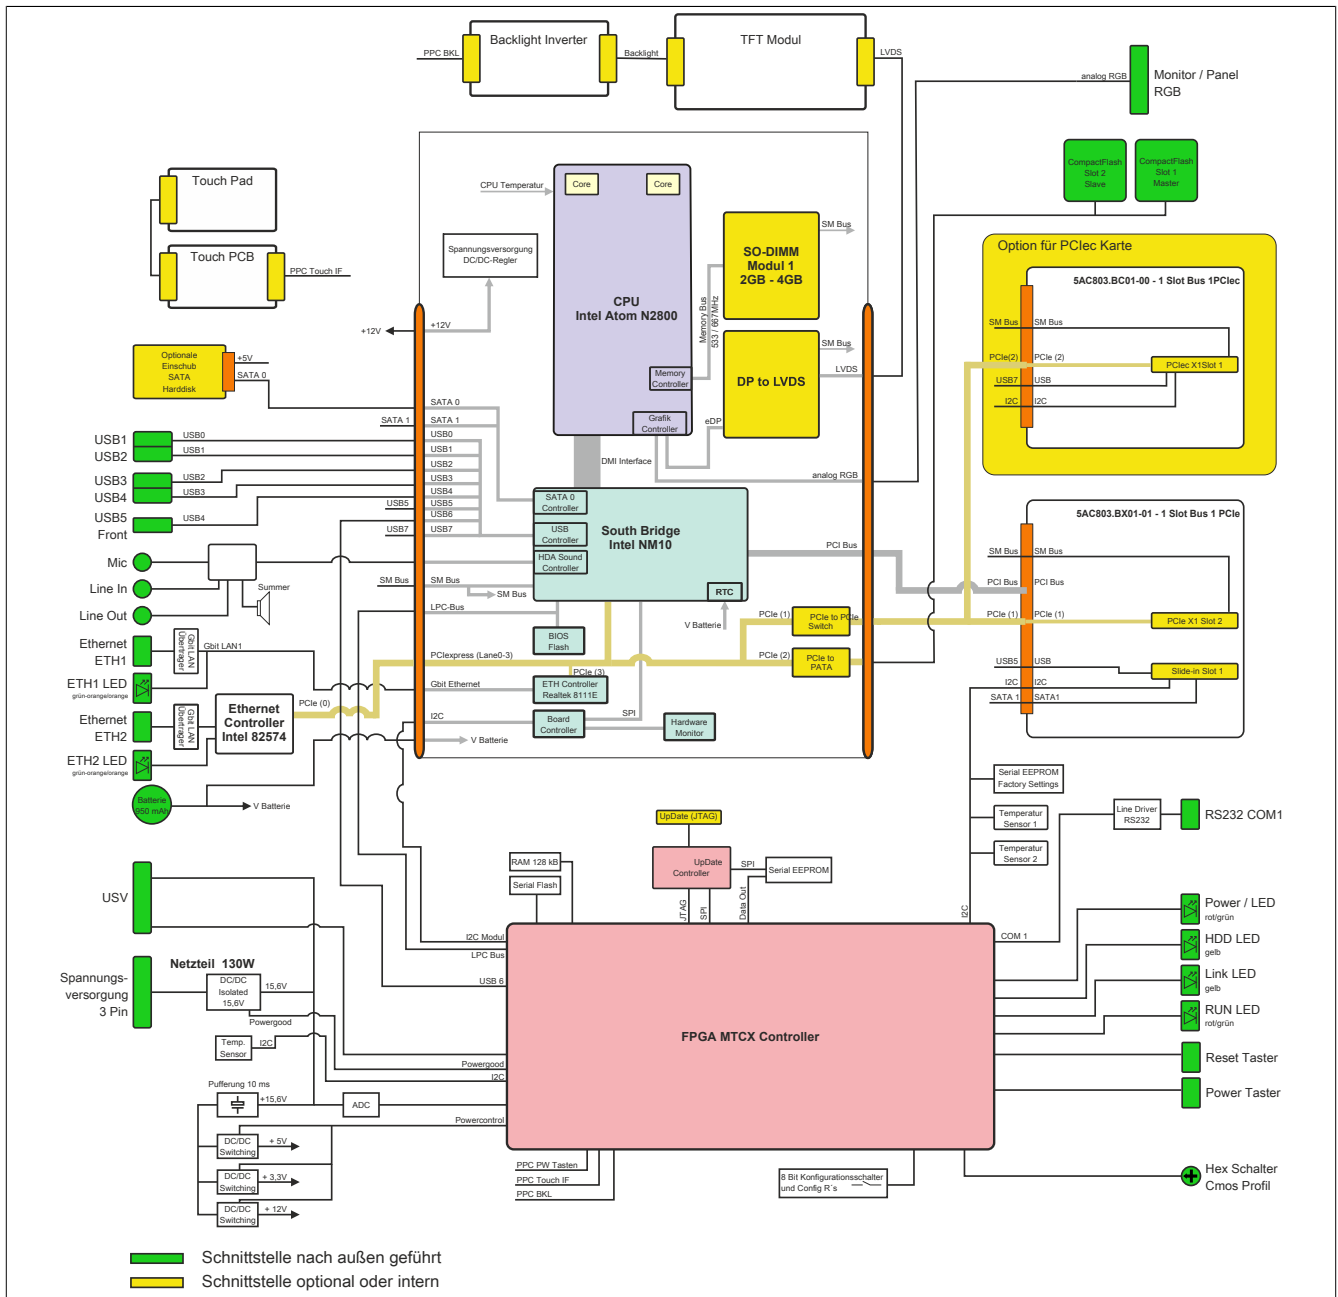 Backlight Inverter
PPC BKL
Backlight
TFT Modul
LVDS
analog RGB
Monitor / Panel
RGB
CompactFlash
Slot 2
Slave
CompactFlash
Slot 1
Master
Touch Pad
Touch PCB
PPC Touch IF
CPU Temperatur
Core
Core
CPU
Intel Atom N2800
Memory
Controller
Grafik
Controller
Spannungsversorgung
DC/DC-Regler
+12V
+12V
Memory Bus
533 / 667MHz
SO-DIMM
Modul 1
2GB - 4GB
SM Bus
DP to LVDS
SM Bus
LVDS
eDP
DMI Interface
analog RGB
Option für PCIec Karte
5AC803.BC01-00 - 1 Slot Bus 1PCIec
SM Bus
SM Bus
PCIe(2)
PCIe (2)
PCIec X1Slot 1
USB7
USB
I2C
I2C
Optionale
Einschub
SATA
Harddisk
+5V
SATA 0
SATA 0
SATA 1
SATA 1
USB1
USB0
USB0
USB2
USB1
USB1
USB3
USB2
USB2
USB4
USB3
USB3
USB5
Front
USB4
USB4
USB5
USB5
USB6
USB7
USB7
SATA 0
Controller
USB
Controller
HDA Sound
Controller
South Bridge
Intel NM10
RTC
PCI Bus
V Batterie
Mic
Line In
Line Out
Summer
SM Bus
SM Bus
SM Bus
LPC-Bus
BIOS
Flash
5AC803.BX01-01 - 1 Slot Bus 1 PCIe
SM Bus
SM Bus
PCI Bus
PCI Bus
PCIe (1)
PCIe (1)
PCIe X1 Slot 2
USB5
USB
Slide-in Slot 1
I2C
I2C
SATA 1
SATA1
PCIe (1)
PCIe to PCIe
Switch
PCIe (2)
PCIe to
PATA
Ethernet
ETH1
Gbit LAN
Übertrager
Gbit LAN1
ETH1 LED
grün-orange/orange
Ethernet
ETH2
Gbit LAN
Übertrager
ETH2 LED
grün-orange/orange
Ethernet
Controller
Intel 82574
PCIe (0)
PCIexpress (Lane0-3)
PCIe (3)
Gbit Ethernet
ETH Controller
Realtek 8111E
I2C
SPI
Board
Controller
Hardware
Monitor
V Batterie
Batterie
950 mAh
V Batterie
Serial EEPROM
Factory Settings
Temperatur
Sensor 1
Temperatur
Sensor 2
Line Driver
RS232
RS232 COM1
UpDate (JTAG)
UpDate
Controller
SPI
Serial EEPROM
RAM 128 kB
Serial Flash
JTAG
SPI
Data Out
I2C
USV
I2C Modul
LPC Bus
USB 6
COM 1
FPGA MTCX Controller
Power / LED
rot/grün
HDD LED
gelb
Link LED
gelb
RUN LED
rot/grün
Reset Taster
Power Taster
Spannungs-
versorgung
3 Pin
Netzteil 130W
DC/DC
Isolated
15,6V
15,6V
Powergood
Temp.
Sensor
I2C
Powergood
I2C
Pufferung 10 ms
+15,6V
ADC
Powercontrol
DC/DC
Switching
+ 5V
DC/DC
Switching
+ 3,3V
DC/DC
Switching
+ 12V
PPC PW Tasten
PPC Touch IF
PPC BKL
8 Bit Konfigurationsschalter
und Config R´s
Hex Schalter
Cmos Profil
Schnittstelle nach außen geführt
Schnittstelle optional oder intern